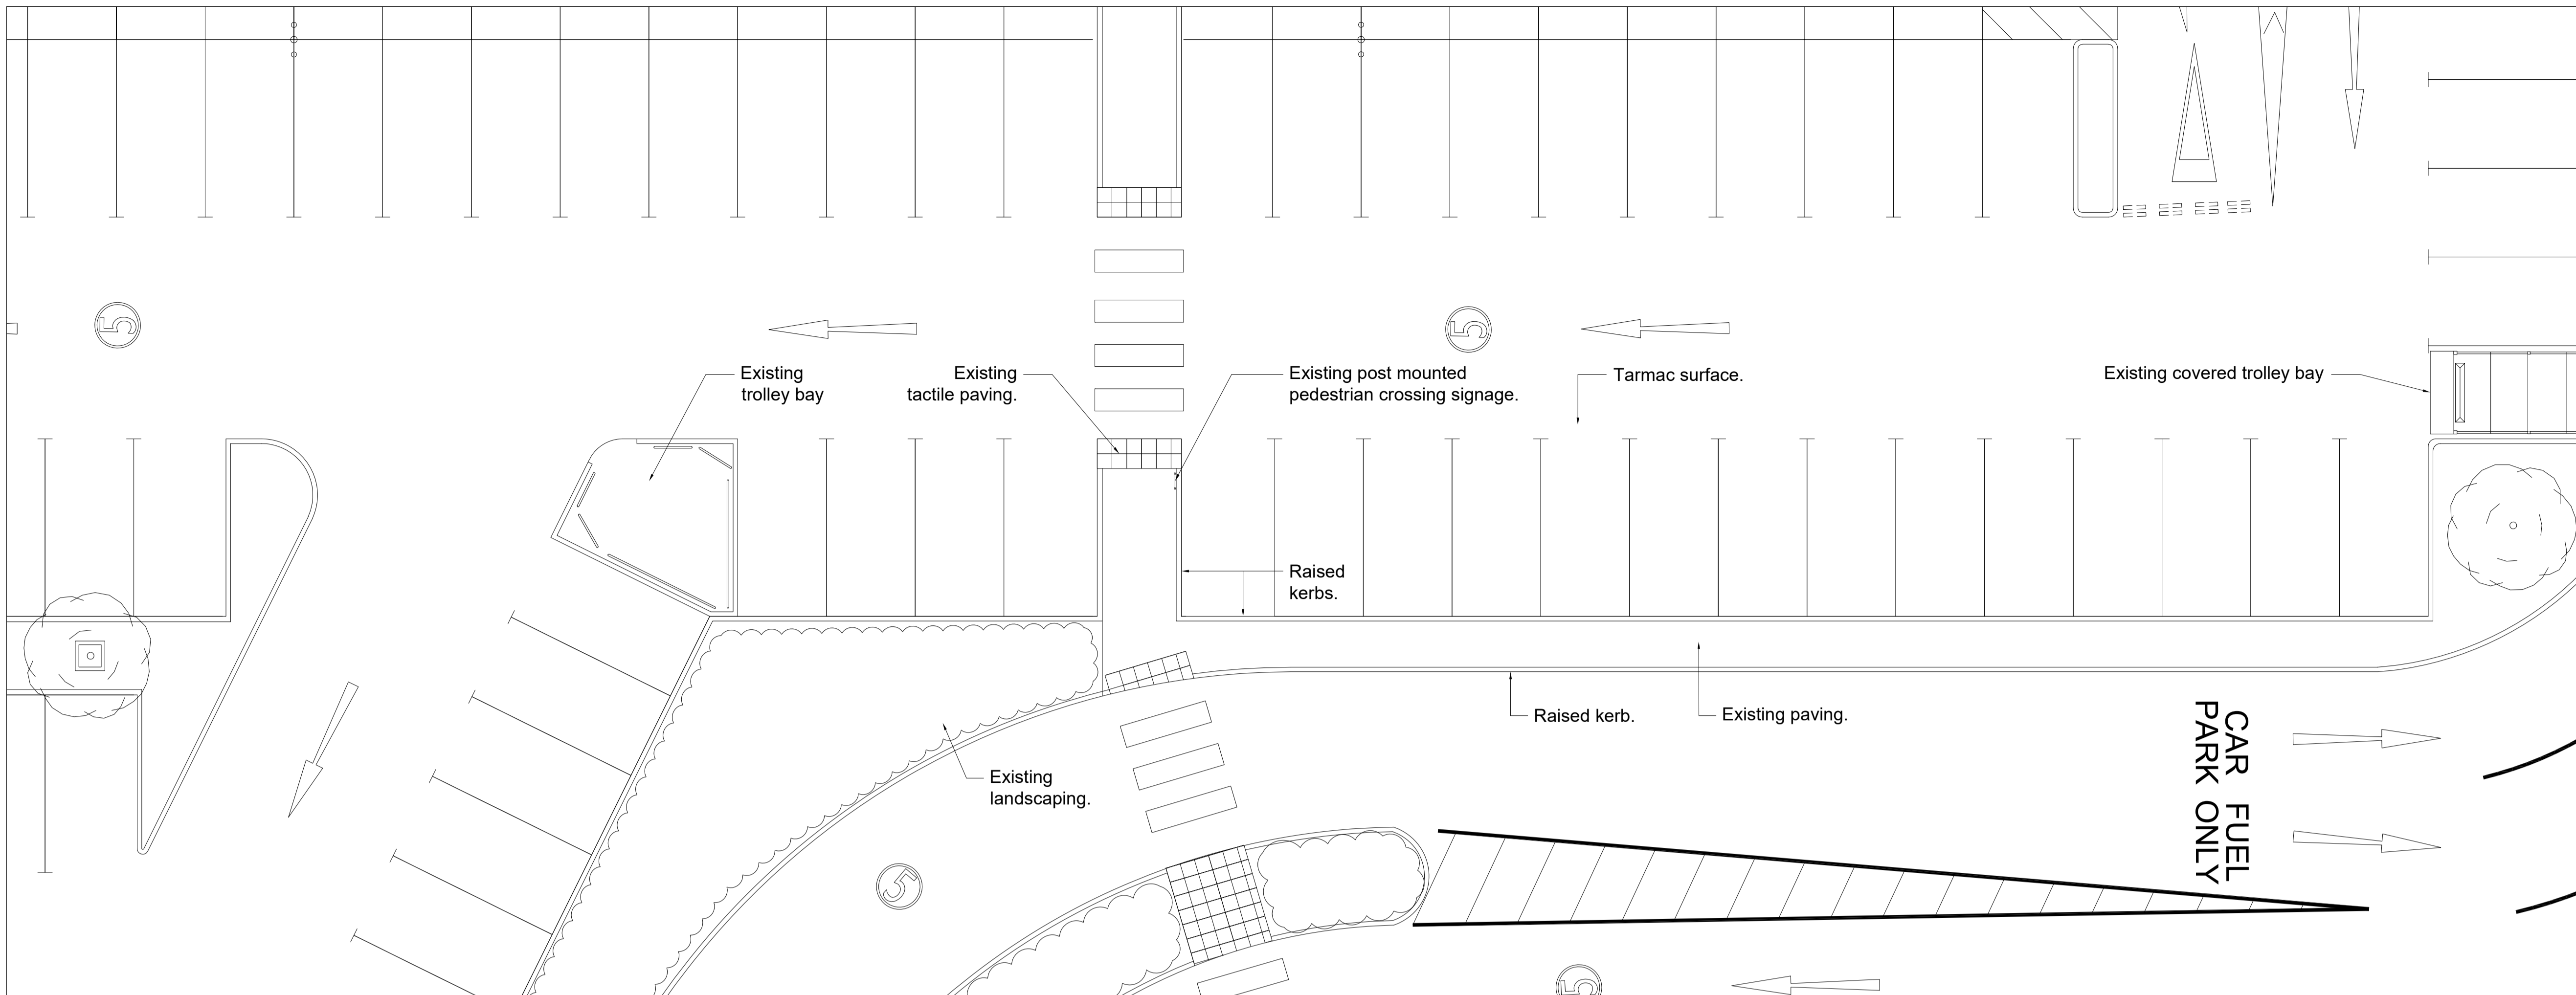 5
5
Existing
trolley bay
Existing
tactile paving.
Existing post mounted
pedestrian crossing signage.
Tarmac surface.
Existing covered trolley bay
Raised
kerbs.
Raised kerb.
Existing paving.
Existing
landscaping.
CAR FUEL
PARK ONLY
5
5